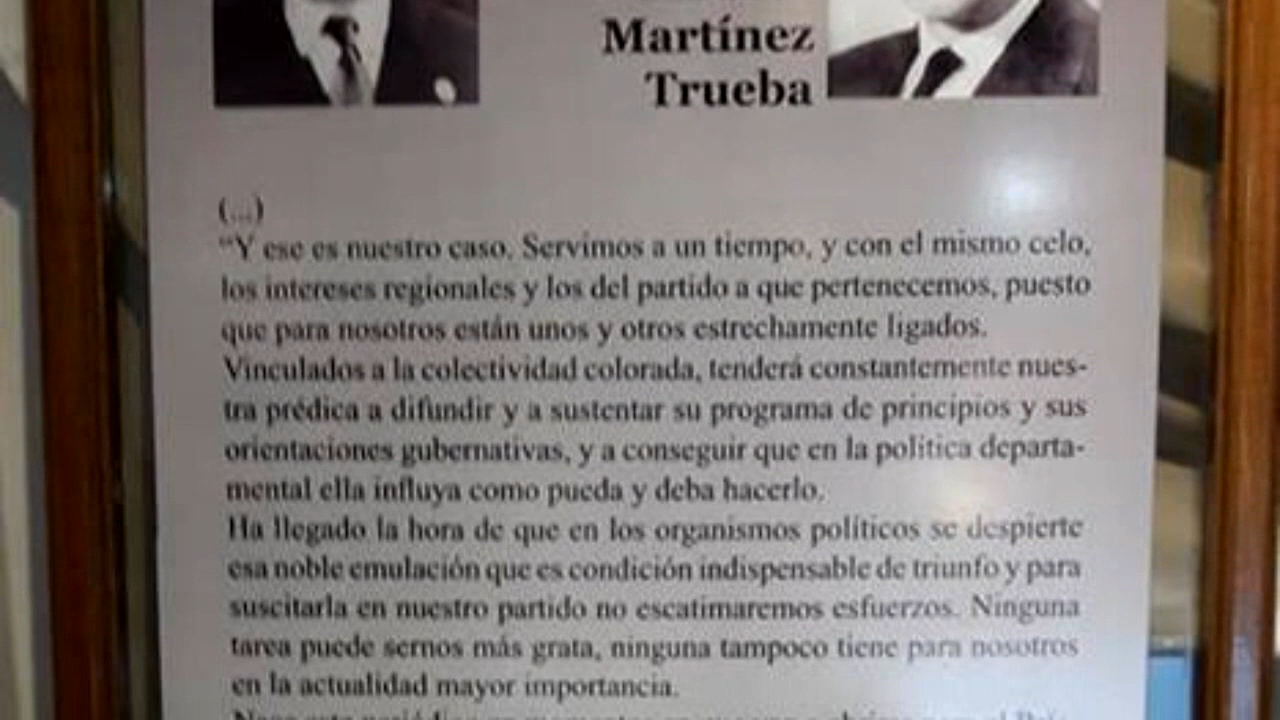 Martínez
Trueba
(...)
“Y ese es nuestro caso. Servimos a un tiempo, y con el mismo celo,
los intereses regionales y los del partido a que pertenecemos, puesto
que para nosotros están unos y otros estrechamente ligados.
Vinculados a la colectividad colorada, tenderá constantemente nues-
tra prédica a difundir y a sustentar su programa de principios y sus
orientaciones gubernativas, y a conseguir que en la política departa-
mental ella influya como pueda y deba hacerlo.
Ha llegado la hora de que en los organismos políticos se despierte
esa noble emulación que es condición indispensable de triunfo y para
suscitarla en nuestro partido no escatimaremos esfuerzos. Ninguna
tarea puede sernos más grata, ninguna tampoco tiene para nosotros
en la actualidad mayor importancia.